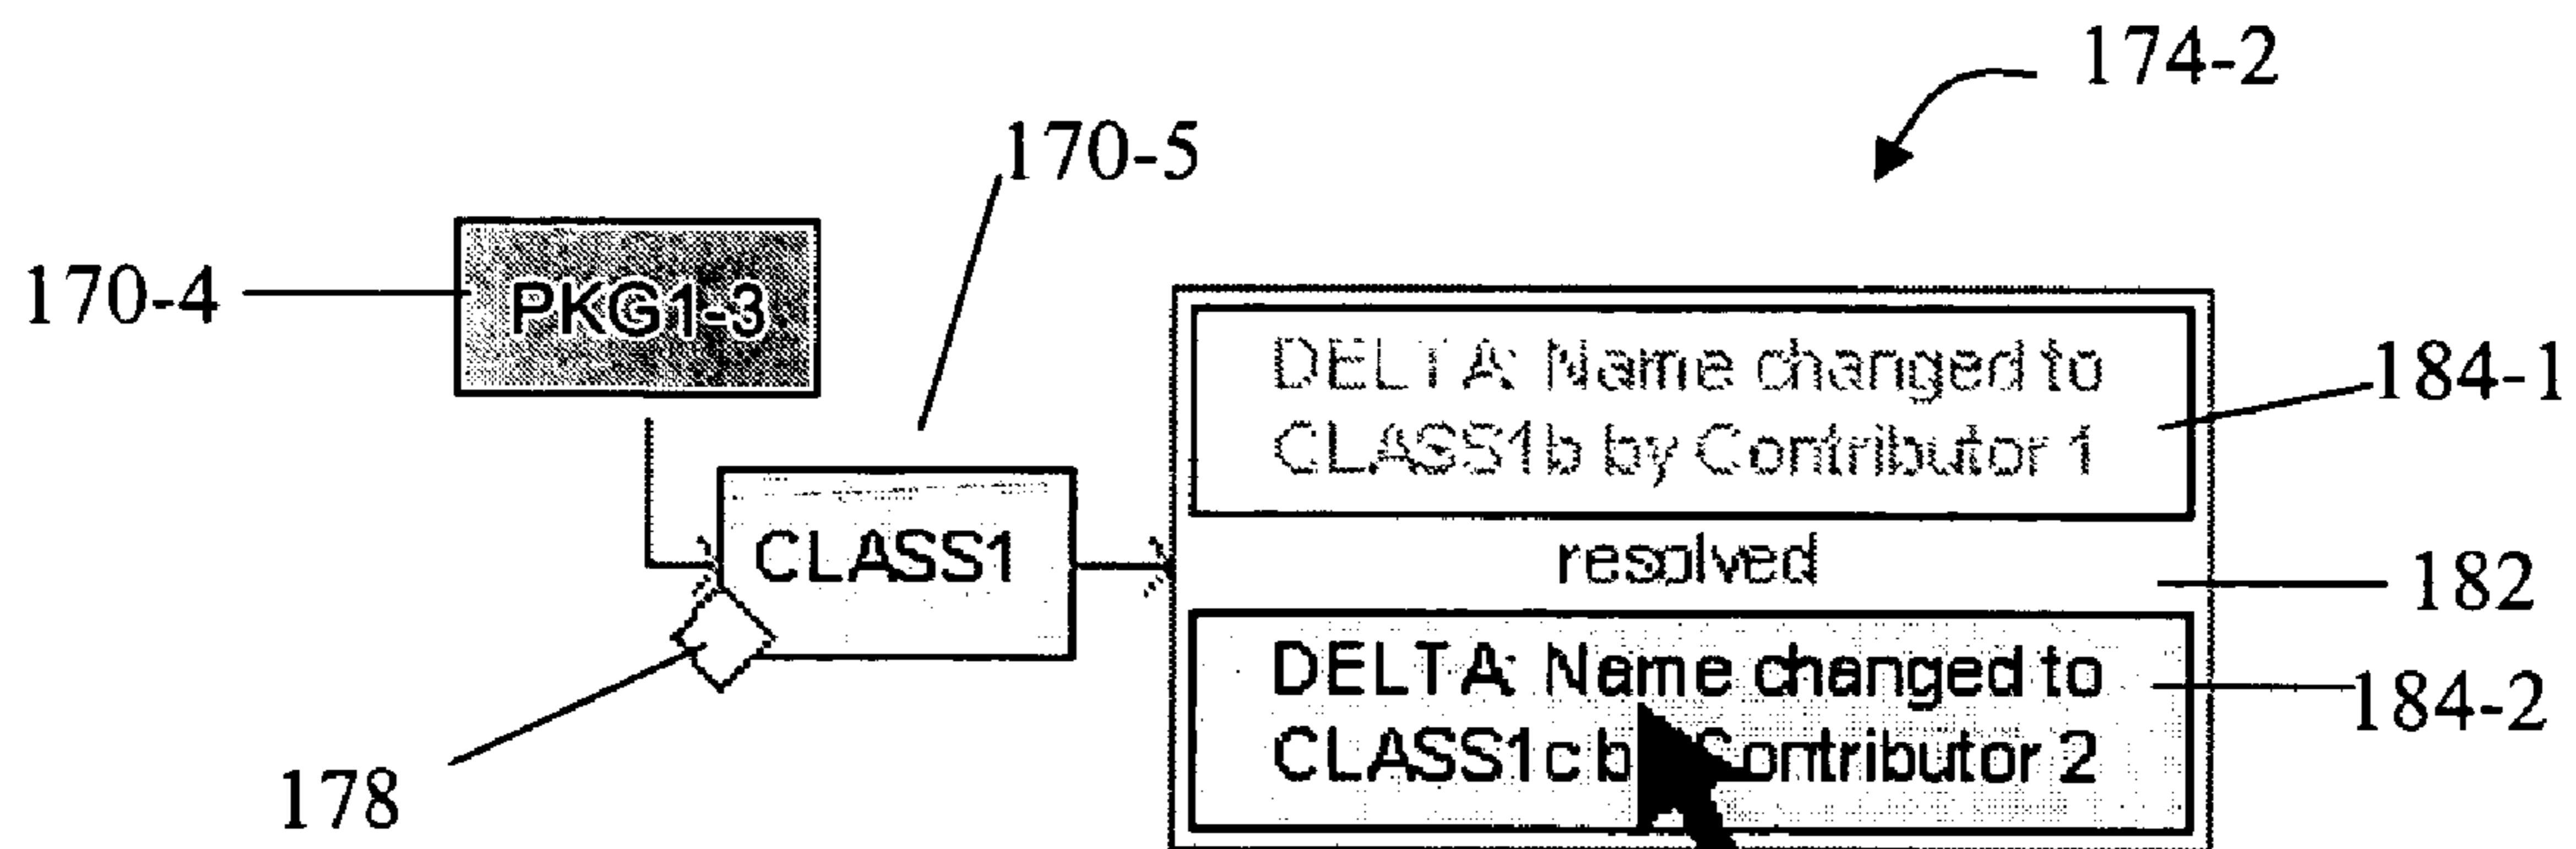 174-2
170-5
170-4
PKG1-3
DELTA: Name changed to
CLASS1b by Contributor 1
184-1
CLASS1
resolved
182
DELTA: Name changed to
CLASS1c b Contributor 2
184-2
178